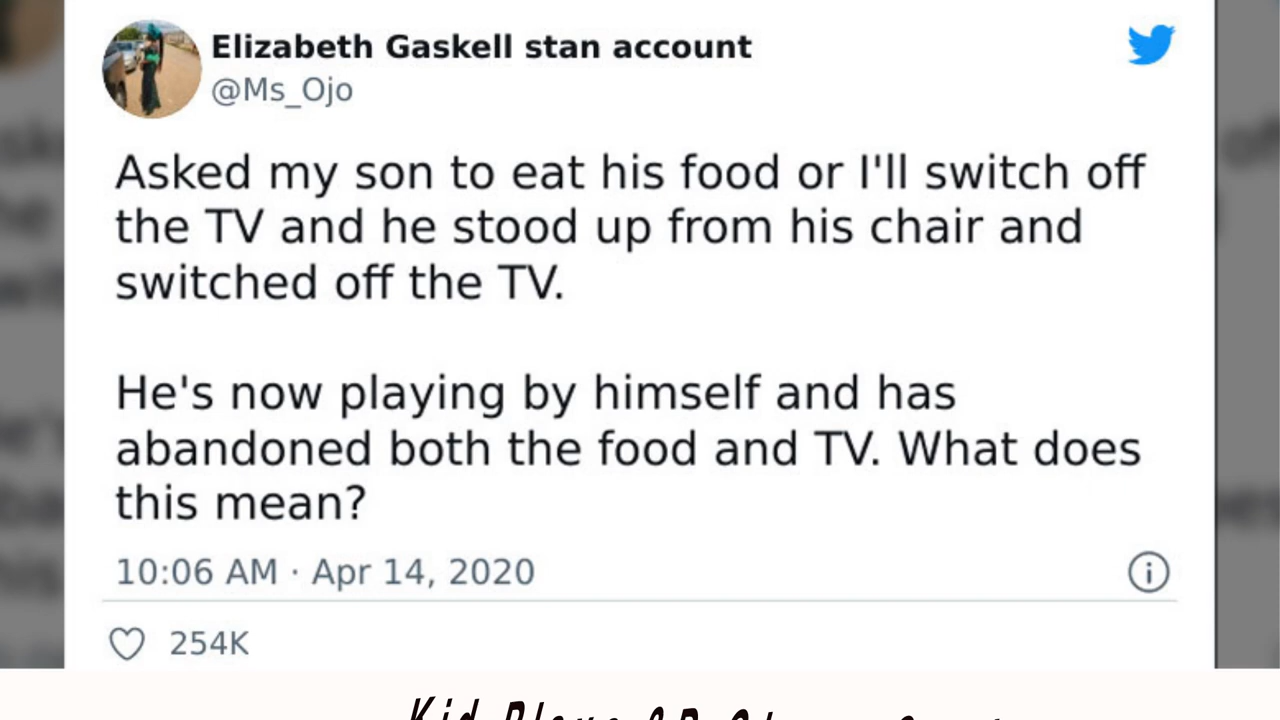 Elizabeth Gaskell stan account
@Ms_Ojo
Asked my son to eat his food or I'll switch off
the TV and he stood up from his chair and
switched off the TV.
He's now playing by himself and has
abandoned both the food and TV. What does
this mean?
10:06 AM · Apr 14, 2020
254K
Kid Plays